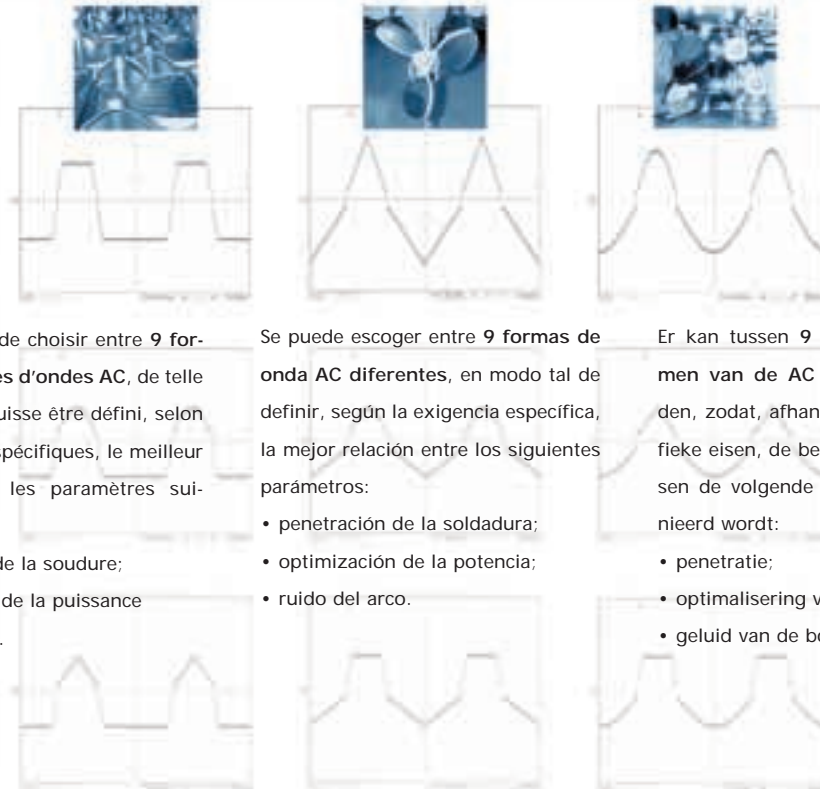 de choisir entre 9 for-
es d'ondes AC, de telle
uisse être défini, selon
pécifiques, le meilleur
les paramètres sui-
de la soudure;
de la puissance
.
Se puede escoger entre 9 formas de
onda AC diferentes, en modo tal de
definir, según la exigencia específica,
la mejor relación entre los siguientes
parámetros:
• penetración de la soldadura;
• optimización de la potencia;
• ruido del arco.
Er kan tussen 9
men van de AC
den, zodat, afhan
fieke eisen, de be
sen de volgende
nieerd wordt:
• penetratie;
• optimalisering v
• geluid van de bo